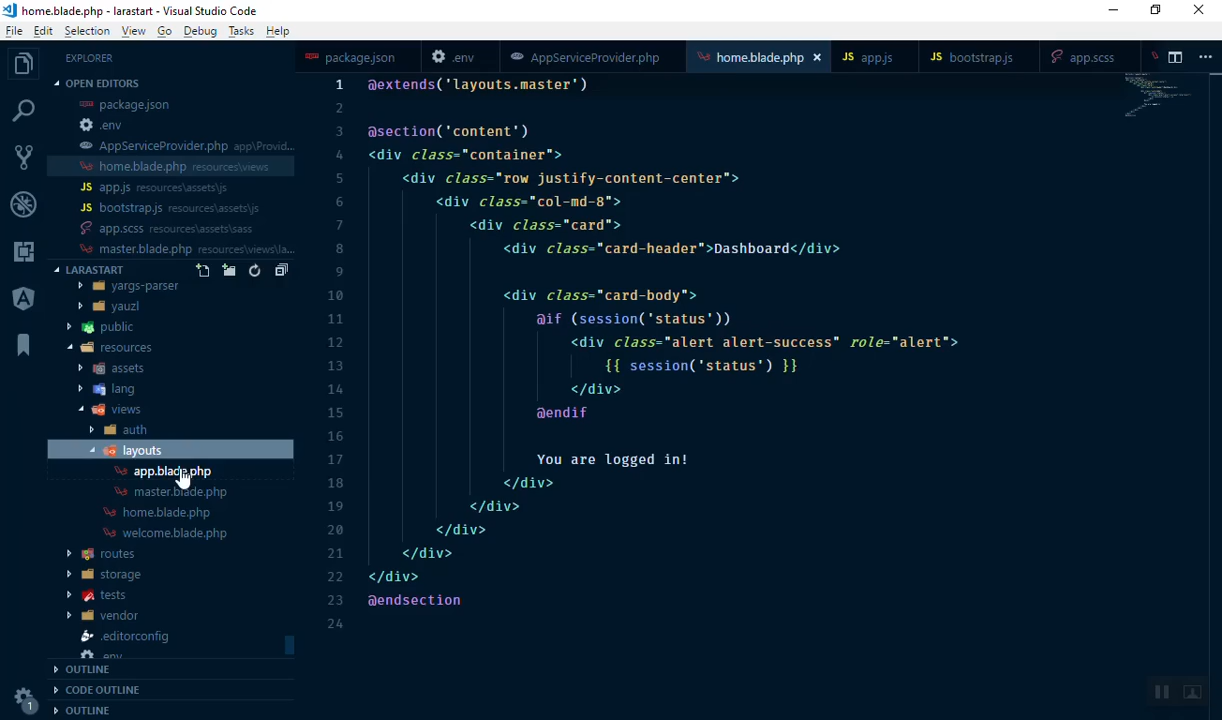 home.blade.php - larastart - Visual Studio Code
File Edit Selection View Go Debug Tasks Help
EXPLORER
OPEN EDITORS
package.json
.env
AppServiceProvider.php app\Provid...
home.blade.php resources\views
JS app.js resources\assets\js
JS bootstrap.js resources\assets\js
app.scss resources\assets\sass
master.blade.php resources\views\la...
LARASTART
yargs-parser
yauzl
public
resources
assets
lang
views
auth
layouts
app.blade.php
master.blade.php
home.blade.php
welcome.blade.php
routes
storage
tests
vendor
.editorconfig
.env
OUTLINE
CODE OUTLINE
OUTLINE
1
package.json .env AppServiceProvider.php home.blade.php × JS app.js JS bootstrap.js app.scss
1 @extends('layouts.master')
2
3 @section('content')
4 <div class="container">
5 <div class="row justify-content-center">
6 <div class="col-md-8">
7 <div class="card">
8 <div class="card-header">Dashboard</div>
9
10 <div class="card-body">
11 @if (session('status'))
12 <div class="alert alert-success" role="alert">
13 {{ session('status') }}
14 </div>
15 @endif
16
17 You are logged in!
18 </div>
19 </div>
20 </div>
21 </div>
22 </div>
23 @endsection
24